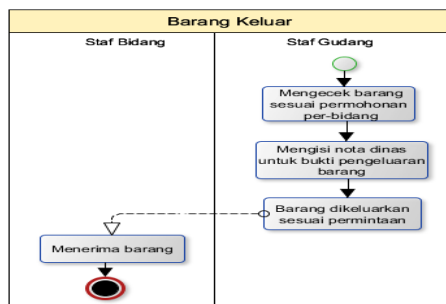 Barang Keluar
Staf Bidang
Staf Gudang
Mengecek barang
sesuai permohonan
per-bidang
Mengisi nota dinas
untuk bukti pengeluaran
barang
Barang dikeluarkan
sesuai permintaan
Menerima barang